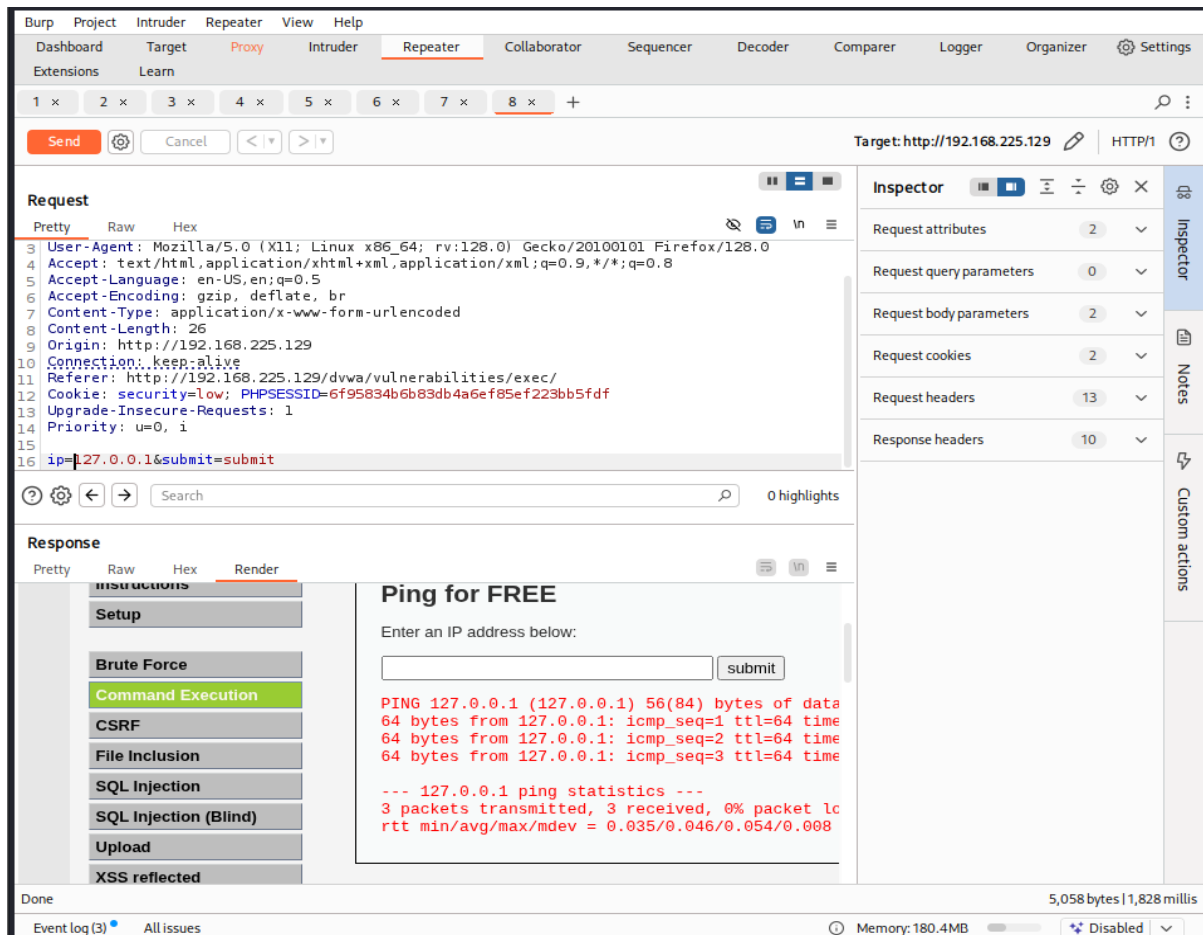 Burp Project Intruder Repeater View Help
Dashboard Target Proxy Intruder Repeater Collaborator Sequencer Decoder Comparer Logger Organizer Settings
Extensions Learn
1 × 2 × 3 × 4 × 5 × 6 × 7 × 8 × +
Send Cancel < > Target: http://192.168.225.129 HTTP/1
Request
Pretty Raw Hex
3 User-Agent: Mozilla/5.0 (X11; Linux x86_64; rv:128.0) Gecko/20100101 Firefox/128.0
4 Accept: text/html,application/xhtml+xml,application/xml;q=0.9,*/*;q=0.8
5 Accept-Language: en-US,en;q=0.5
6 Accept-Encoding: gzip, deflate, br
7 Content-Type: application/x-www-form-urlencoded
8 Content-Length: 26
9 Origin: http://192.168.225.129
10 Connection: keep-alive
11 Referer: http://192.168.225.129/dvwa/vulnerabilities/exec/
12 Cookie: security=low; PHPSESSID=6f95834b6b83db4a6ef85ef223bb5fdf
13 Upgrade-Insecure-Requests: 1
14 Priority: u=0, i
15
16 ip=127.0.0.1&submit=submit
Search 0 highlights
Response
Pretty Raw Hex Render
Instructions
Setup
Brute Force
Command Execution
CSRF
File Inclusion
SQL Injection
SQL Injection (Blind)
Upload
XSS reflected
Ping for FREE
Enter an IP address below:
submit
PING 127.0.0.1 (127.0.0.1) 56(84) bytes of data
64 bytes from 127.0.0.1: icmp_seq=1 ttl=64 time
64 bytes from 127.0.0.1: icmp_seq=2 ttl=64 time
64 bytes from 127.0.0.1: icmp_seq=3 ttl=64 time
--- 127.0.0.1 ping statistics ---
3 packets transmitted, 3 received, 0% packet lo
rtt min/avg/max/mdev = 0.035/0.046/0.054/0.008
Inspector
Request attributes 2
Request query parameters 0
Request body parameters 2
Request cookies 2
Request headers 13
Response headers 10
Inspector
Notes
Custom actions
Done 5,058 bytes | 1,828 millis
Event log (3) All issues Memory: 180.4MB Disabled